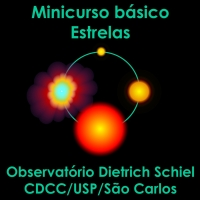 Minicurso básico
Estrelas
Observatório Dietrich Schiel
CDCC/USP/São Carlos